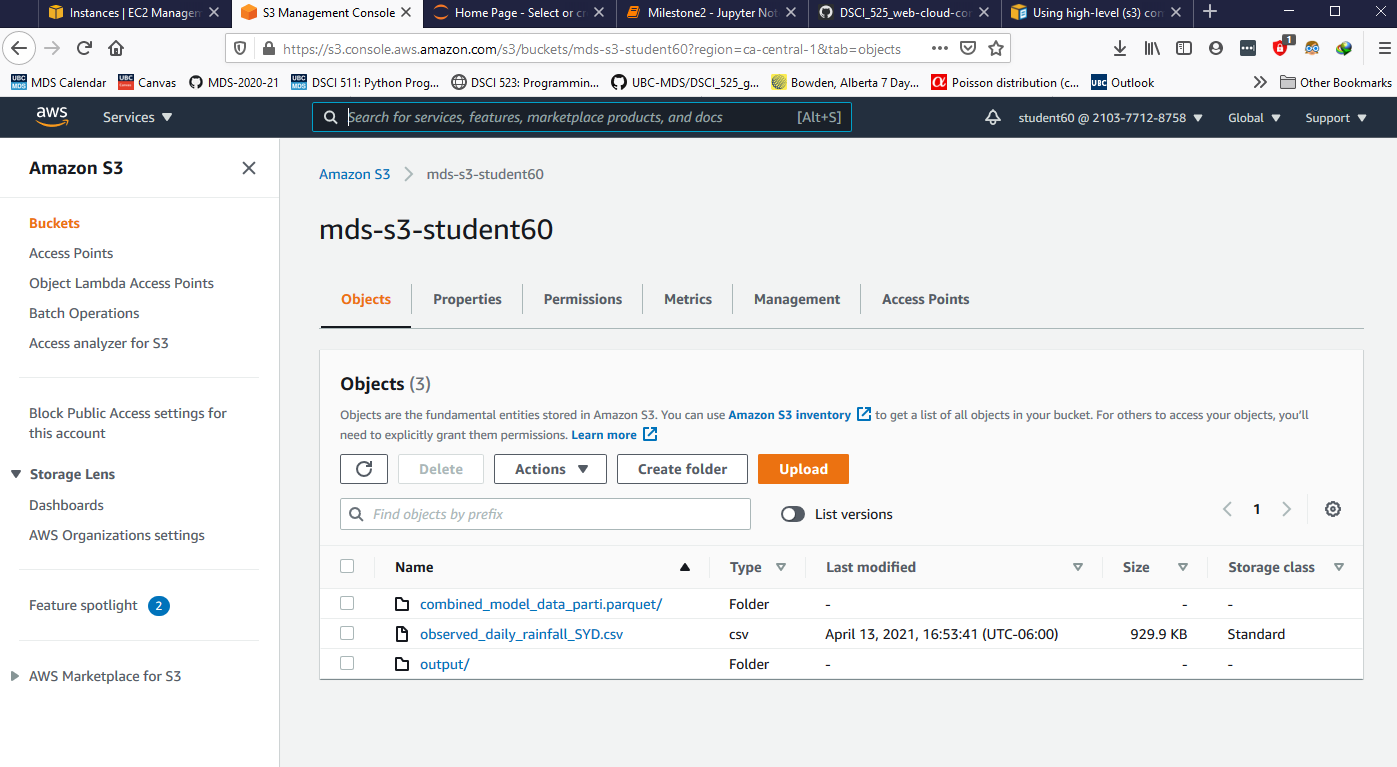 Instances | EC2 Managem
S3 Management Console
Home Page - Select or cr
Milestone2 - Jupyter Not
DSCI_525_web-cloud-co
Using high-level (s3) com
https://s3.console.aws.amazon.com/s3/buckets/mds-s3-student60?region=ca-central-1&tab=objects
1
MDS Calendar
Canvas
MDS-2020-21
DSCI 511: Python Prog...
DSCI 523: Programmin...
UBC-MDS/DSCI_525_g...
Bowden, Alberta 7 Day...
Poisson distribution (c...
Outlook
Other Bookmarks
aws
Services
Search for services, features, marketplace products, and docs
[Alt+S]
student60 @ 2103-7712-8758
Global
Support
Amazon S3
Buckets
Access Points
Object Lambda Access Points
Batch Operations
Access analyzer for S3
Block Public Access settings for
this account
Storage Lens
Dashboards
AWS Organizations settings
Feature spotlight 2
AWS Marketplace for S3
Amazon S3 > mds-s3-student60
mds-s3-student60
Objects Properties Permissions Metrics Management Access Points
Objects (3)
Objects are the fundamental entities stored in Amazon S3. You can use Amazon S3 inventory to get a list of all objects in your bucket. For others to access your objects, you'll
need to explicitly grant them permissions. Learn more
Delete Actions Create folder Upload
Find objects by prefix List versions 1
Name Type Last modified Size Storage class
combined_model_data_parti.parquet/ Folder - - -
observed_daily_rainfall_SYD.csv csv April 13, 2021, 16:53:41 (UTC-06:00) 929.9 KB Standard
output/ Folder - - -